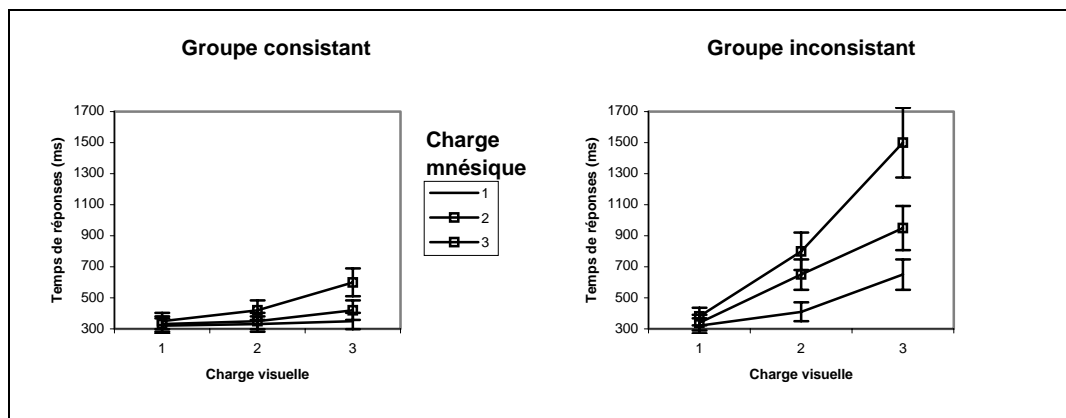 Groupe consistant
Temps de réponses (ms)
1700
1500
1300
1100
900
700
500
300
1 2 3
Charge visuelle
Charge
mnésique
1
2
3
Groupe inconsistant
Temps de réponses (ms)
1700
1500
1300
1100
900
700
500
300
1 2 3
Charge visuelle